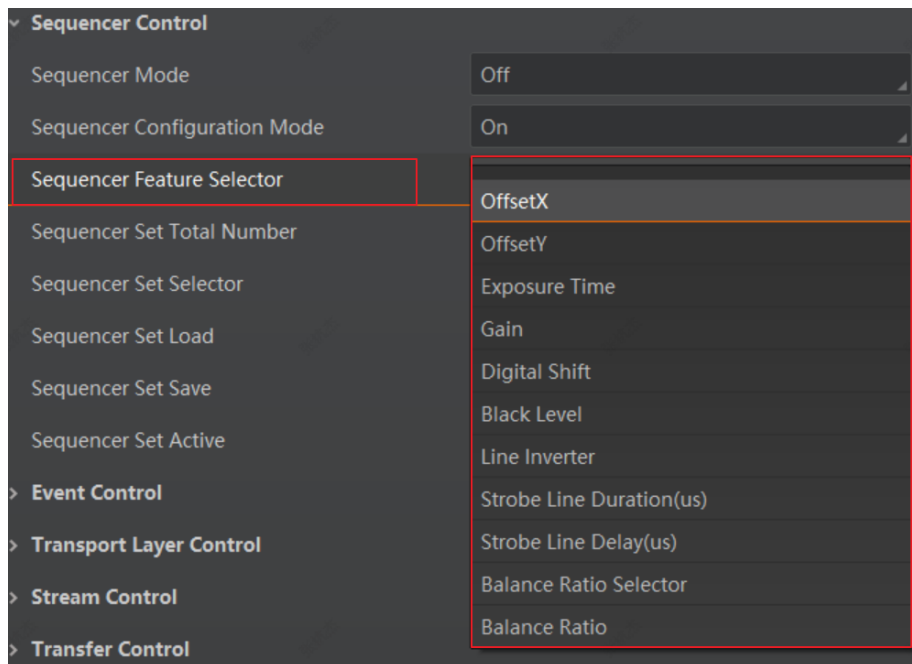 Sequencer Control
Sequencer Mode Off
Sequencer Configuration Mode On
Sequencer Feature Selector
Sequencer Set Total Number
Sequencer Set Selector
Sequencer Set Load
Sequencer Set Save
Sequencer Set Active
Event Control
Transport Layer Control
Stream Control
Transfer Control
OffsetX
OffsetY
Exposure Time
Gain
Digital Shift
Black Level
Line Inverter
Strobe Line Duration(us)
Strobe Line Delay(us)
Balance Ratio Selector
Balance Ratio